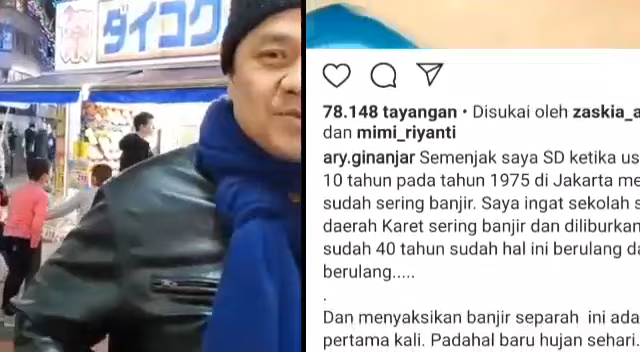 ダイコク
78.148 tayangan • Disukai oleh zaskia_a
dan mimi_riyanti
ary.ginanjar Semenjak saya SD ketika us
10 tahun pada tahun 1975 di Jakarta me
sudah sering banjir. Saya ingat sekolah s
daerah Karet sering banjir dan diliburkan
sudah 40 tahun sudah hal ini berulang da
berulang.....
.
Dan menyaksikan banjir separah ini ada
pertama kali. Padahal baru hujan sehari.